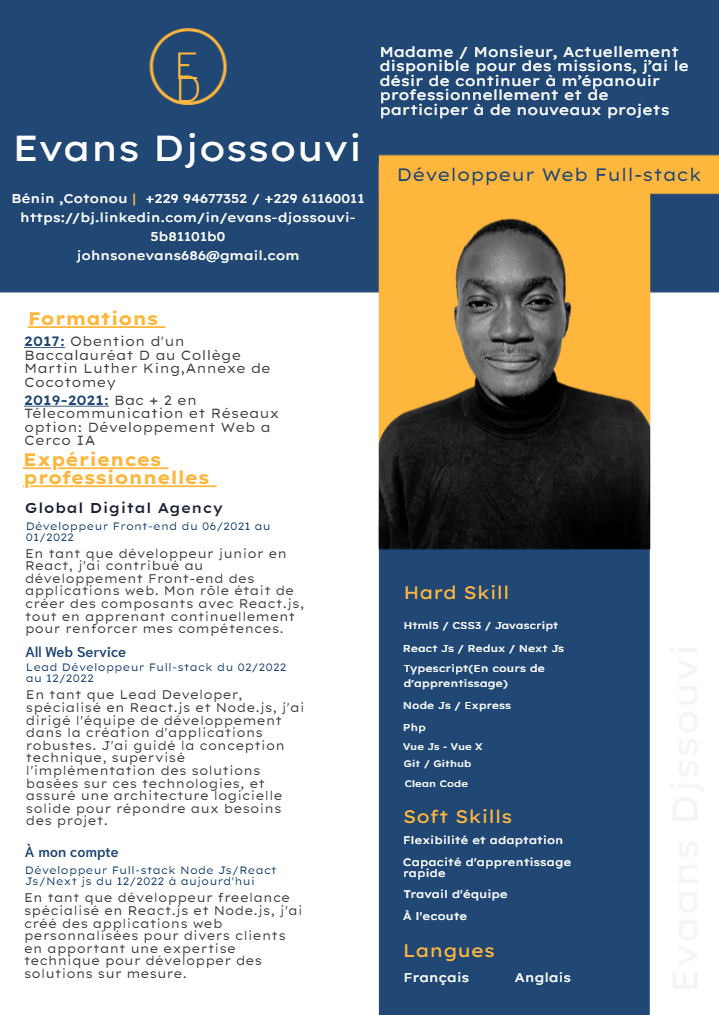 E
D
Evans Djossouvi
Bénin ,Cotonou | +229 94677352 / +229 61160011
https://bj.linkedin.com/in/evans-djossouvi-
5b81101b0
johnsonevans686@gmail.com
Madame / Monsieur, Actuellement
disponible pour des missions, j’ai le
désir de continuer à m’épanouir
professionnellement et de
participer à de nouveaux projets
Développeur Web Full-stack
Formations
2017: Obention d'un
Baccalauréat D au Collège
Martin Luther King,Annexe de
Cocotomey
2019-2021: Bac + 2 en
Télecommunication et Réseaux
option: Développement Web a
Cerco IA
Expériences
professionnelles
Global Digital Agency
Développeur Front-end du 06/2021 au
01/2022
En tant que développeur junior en
React, j'ai contribué au
développement Front-end des
applications web. Mon rôle était de
créer des composants avec React.js,
tout en apprenant continuellement
pour renforcer mes compétences.
All Web Service
Lead Développeur Full-stack du 02/2022
au 12/2022
En tant que Lead Developer,
spécialisé en React.js et Node.js, j'ai
dirigé l'équipe de développement
dans la création d'applications
robustes. J'ai guidé la conception
technique, supervisé
l'implémentation des solutions
basées sur ces technologies, et
assuré une architecture logicielle
solide pour répondre aux besoins
des projet.
À mon compte
Développeur Full-stack Node Js/React
Js/Next js du 12/2022 à aujourd'hui
En tant que développeur freelance
spécialisé en React.js et Node.js, j'ai
créé des applications web
personnalisées pour divers clients
en apportant une expertise
technique pour développer des
solutions sur mesure.
Hard Skill
Html5 / CSS3 / Javascript
React Js / Redux / Next Js
Typescript(En cours de
d'apprentissage)
Node Js / Express
Php
Vue Js - Vue X
Git / Github
Clean Code
Soft Skills
Flexibilité et adaptation
Capacité d'apprentissage
rapide
Travail d'équipe
À l'ecoute
Langues
Français Anglais
Evaans Djssouvi